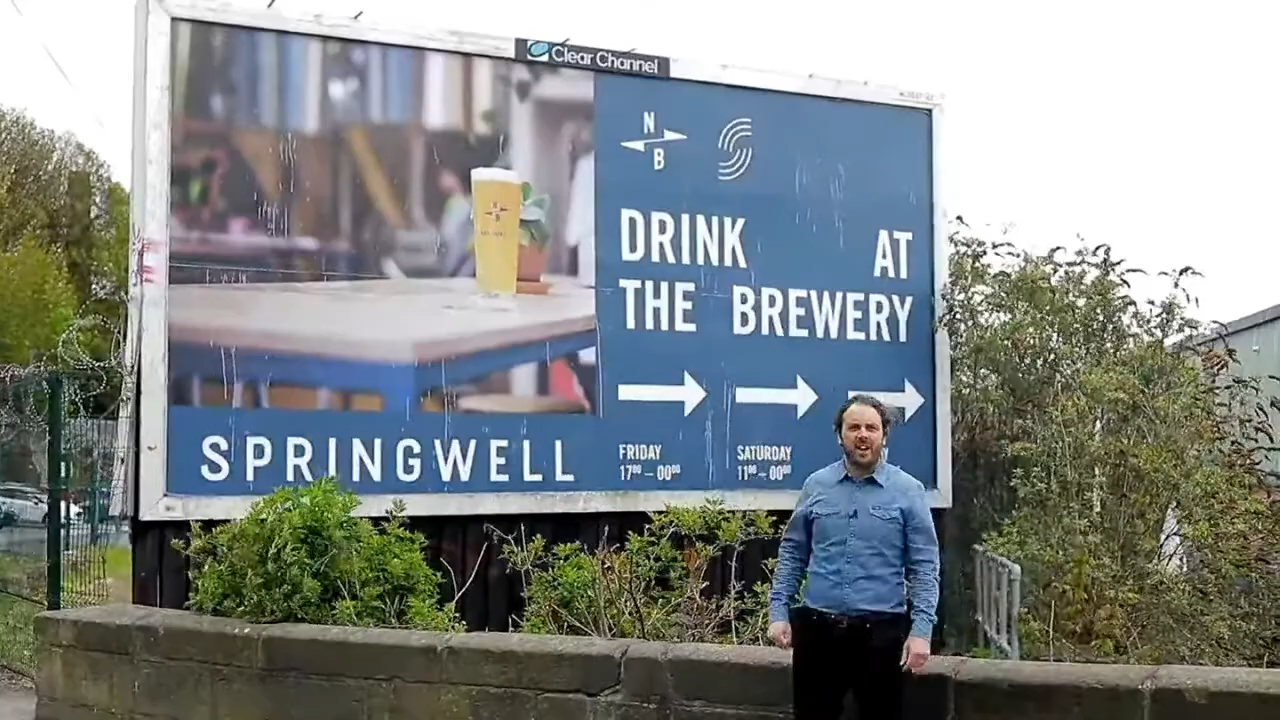 Clear Channel
N
B
DRINK AT
THE BREWERY
SPRINGWELL
FRIDAY
17⁰⁰ – 00⁰⁰
SATURDAY
11⁰⁰ – 00⁰⁰
N
B